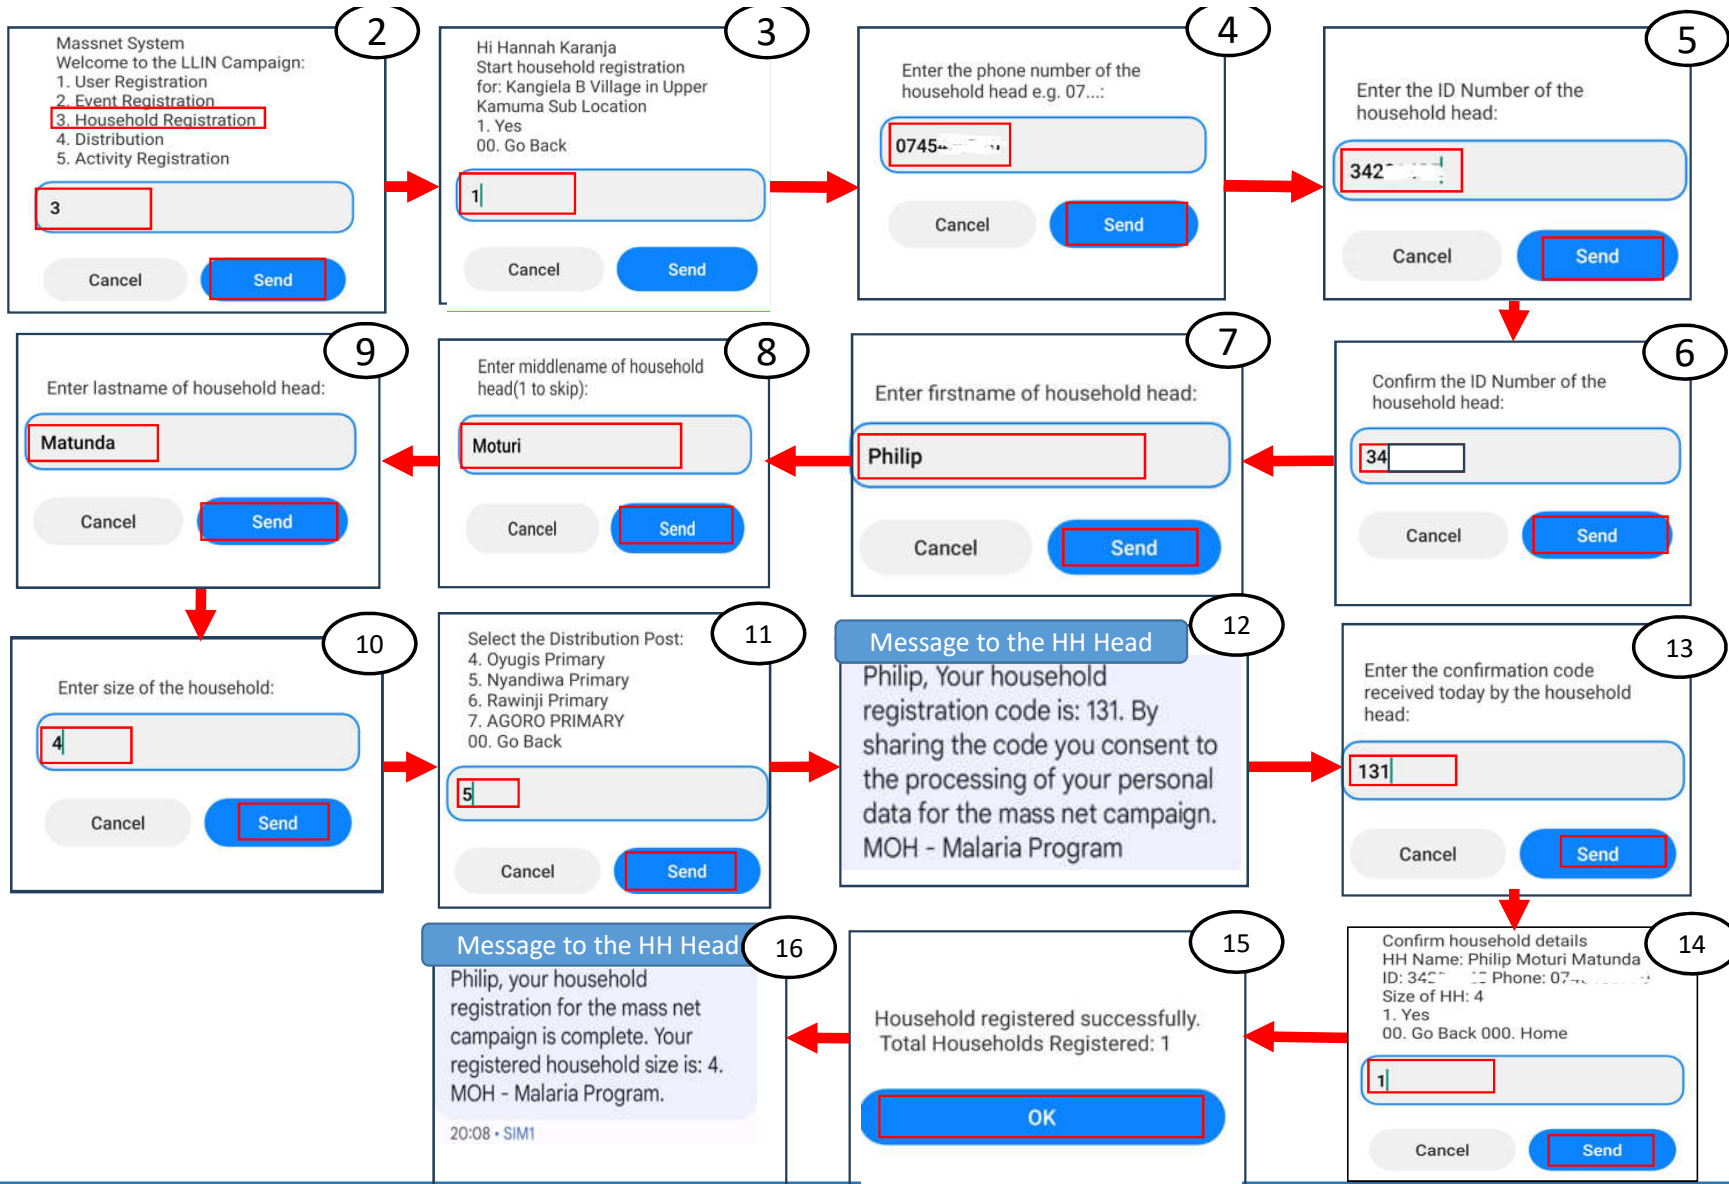 2
Massnet System
Welcome to the LLIN Campaign:
1. User Registration
2. Event Registration
3. Household Registration
4. Distribution
5. Activity Registration
3
Cancel
Send
3
Hi Hannah Karanja
Start household registration
for: Kangiela B Village in Upper
Kamuma Sub Location
1. Yes
00. Go Back
1
Cancel
Send
4
Enter the phone number of the
household head e.g. 07...:
0745
Cancel
Send
5
Enter the ID Number of the
household head:
342
Cancel
Send
6
Confirm the ID Number of the
household head:
34
Cancel
Send
7
Enter firstname of household head:
Philip
Cancel
Send
8
Enter middlename of household
head(1 to skip):
Moturi
Cancel
Send
9
Enter lastname of household head:
Matunda
Cancel
Send
10
Enter size of the household:
4
Cancel
Send
11
Select the Distribution Post:
4. Oyugis Primary
5. Nyandiwa Primary
6. Rawinji Primary
7. AGORO PRIMARY
00. Go Back
5
Cancel
Send
12
Message to the HH Head
Philip, Your household
registration code is: 131. By
sharing the code you consent to
the processing of your personal
data for the mass net campaign.
MOH - Malaria Program
13
Enter the confirmation code
received today by the household
head:
131
Cancel
Send
14
Confirm household details
HH Name: Philip Moturi Matunda
ID: 342 Phone: 074
Size of HH: 4
1. Yes
00. Go Back 000. Home
1
Cancel
Send
15
Household registered successfully.
Total Households Registered: 1
OK
16
Message to the HH Head
Philip, your household
registration for the mass net
campaign is complete. Your
registered household size is: 4.
MOH - Malaria Program.
20:08 • SIM1